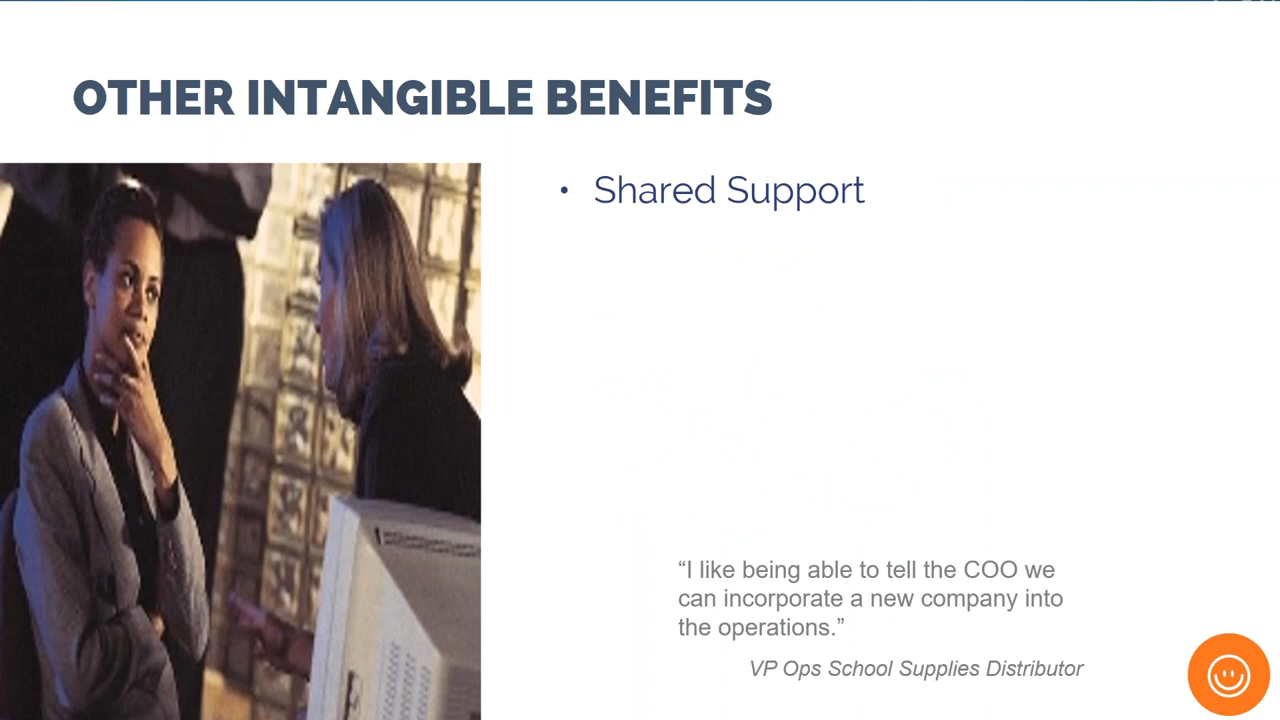 OTHER INTANGIBLE BENEFITS
• Shared Support
“I like being able to tell the COO we
can incorporate a new company into
the operations.”
VP Ops School Supplies Distributor